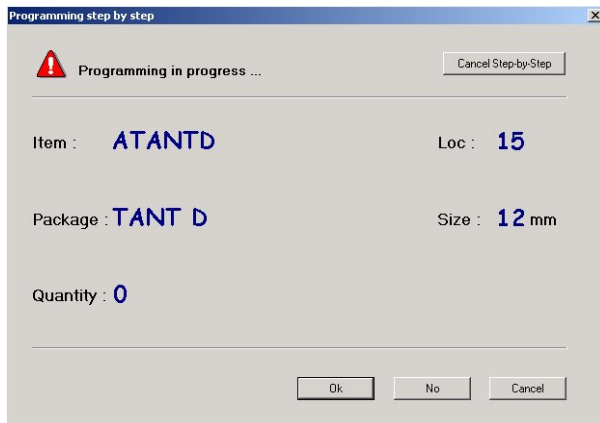 Programming step by step
Programming in progress ...
Cancel Step-by-Step
Item : ATANTD Loc : 15
Package : TANT D Size : 12 mm
Quantity : 0
Ok No Cancel